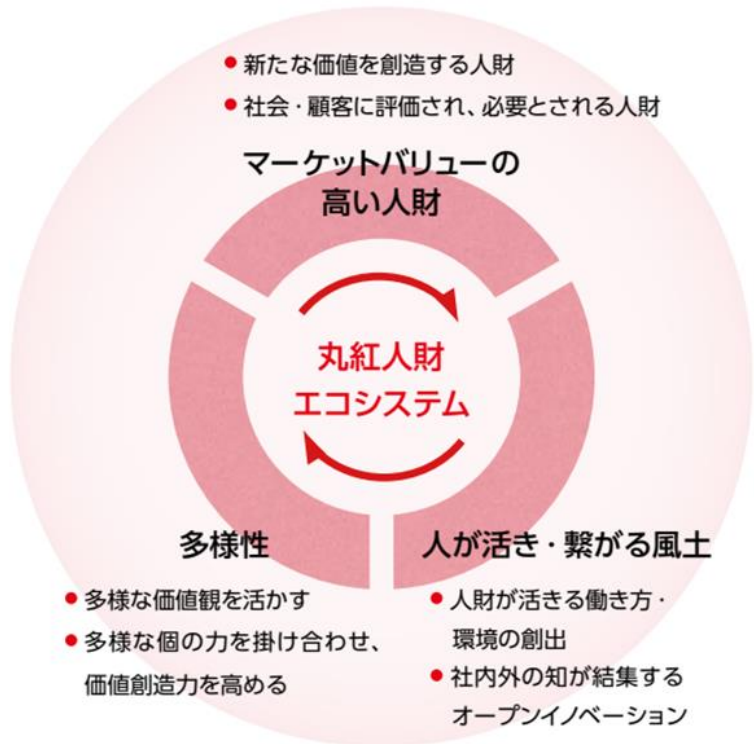 ●新たな価値を創造する人財
●社会・顧客に評価され、必要とされる人財
マーケットバリューの
高い人財
丸紅人財
エコシステム
多様性
●多様な価値観を活かす
●多様な個の力を掛け合わせ、
価値創造力を高める
人が活き・繋がる風土
●人財が活きる働き方・
環境の創出
●社内外の知が結集する
オープンイノベーション